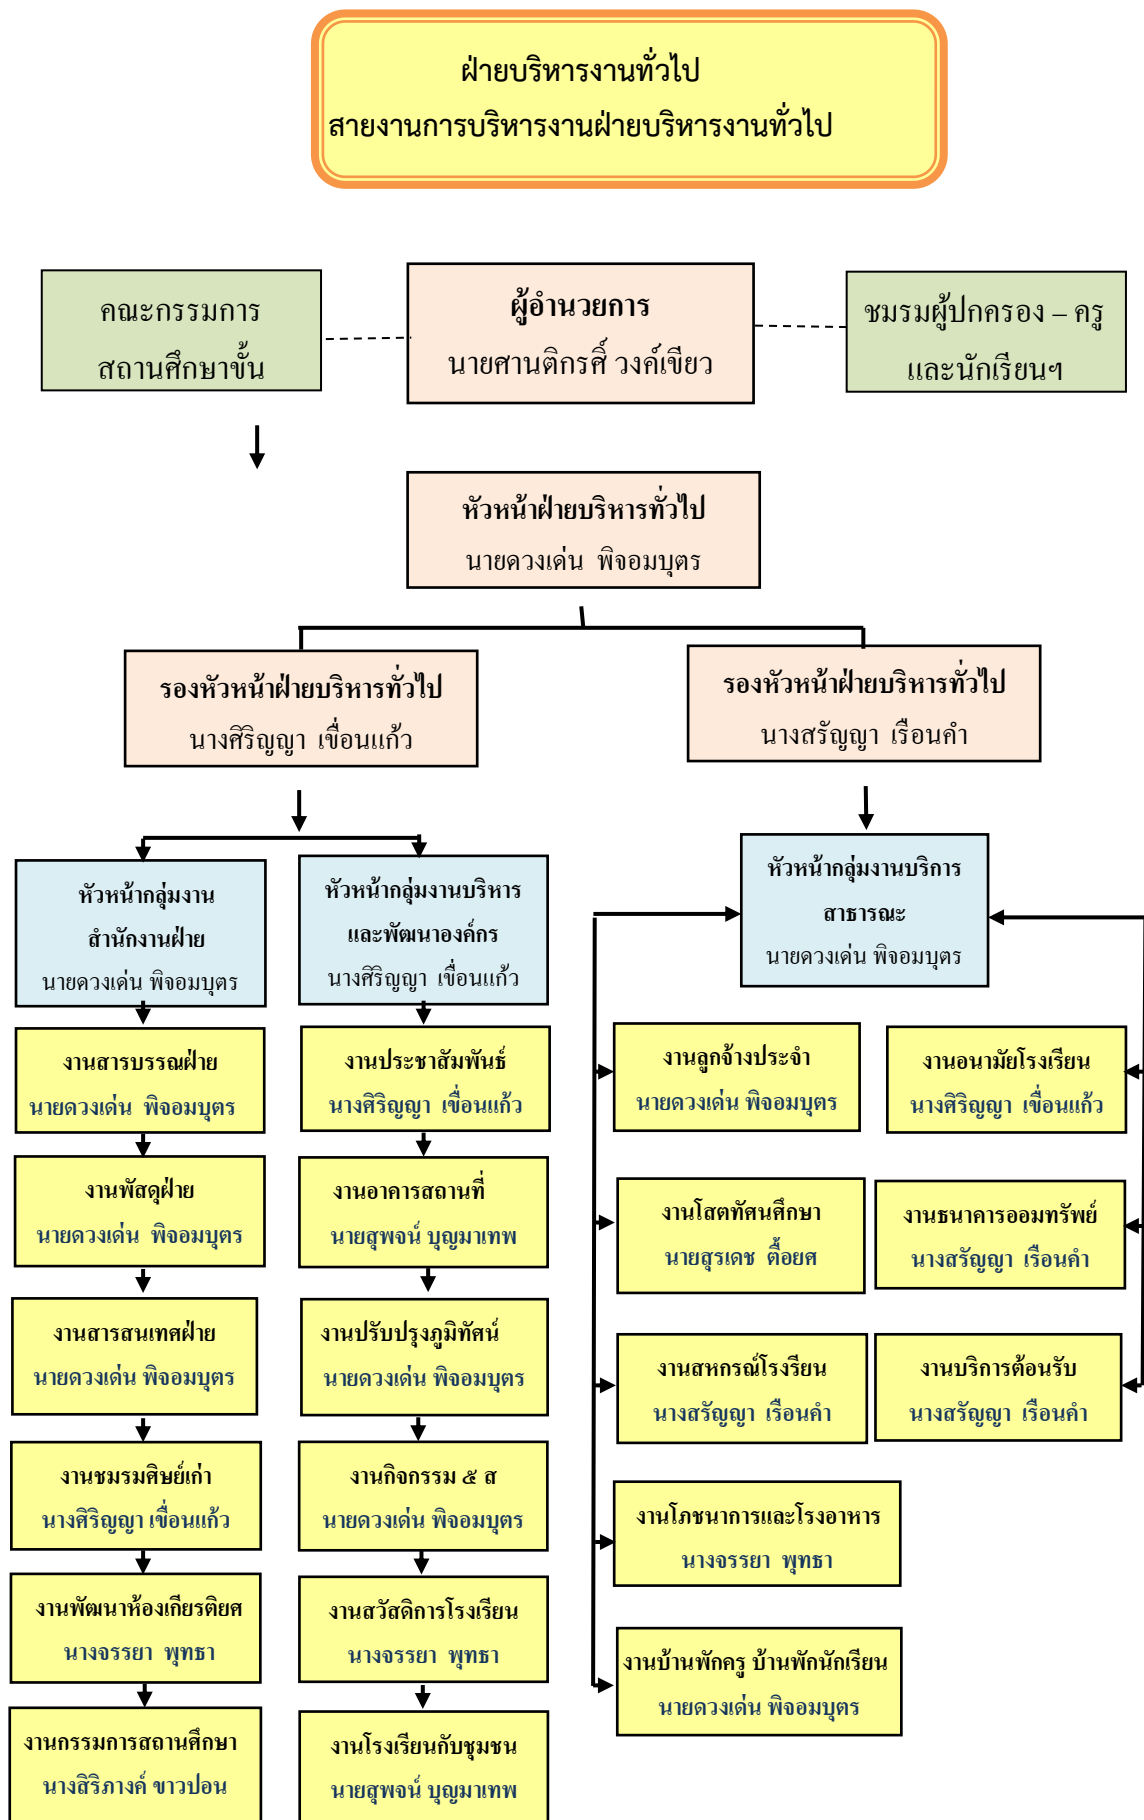 ฝ่ายบริหารงานทั่วไป
สายงานการบริหารงานฝ่ายบริหารงานทั่วไป
คณะกรรมการ
สถานศึกษาขั้น
ผู้อำนวยการ
นายศานติกรศิ์ วงค์เขียว
ชมรมผู้ปกครอง – ครู
และนักเรียนฯ
หัวหน้าฝ่ายบริหารทั่วไป
นายดวงเด่น พิจอมบุตร
รองหัวหน้าฝ่ายบริหารทั่วไป
นางศิริญญา เขื่อนแก้ว
รองหัวหน้าฝ่ายบริหารทั่วไป
นางสรัญญา เรือนคำ
หัวหน้ากลุ่มงาน
สำนักงานฝ่าย
นายดวงเด่น พิจอมบุตร
หัวหน้ากลุ่มงานบริหาร
และพัฒนาองค์กร
นางศิริญญา เขื่อนแก้ว
หัวหน้ากลุ่มงานบริการ
สาธารณะ
นายดวงเด่น พิจอมบุตร
งานสารบรรณฝ่าย
นายดวงเด่น พิจอมบุตร
งานพัสดุฝ่าย
นายดวงเด่น พิจอมบุตร
งานสารสนเทศฝ่าย
นายดวงเด่น พิจอมบุตร
งานชมรมศิษย์เก่า
นางศิริญญา เขื่อนแก้ว
งานพัฒนาห้องเกียรติยศ
นางจรรยา พุทธา
งานกรรมการสถานศึกษา
นางสิริภางค์ ขาวปอน
งานประชาสัมพันธ์
นางศิริญญา เขื่อนแก้ว
งานอาคารสถานที่
นายสุพจน์ บุญมาเทพ
งานปรับปรุงภูมิทัศน์
นายดวงเด่น พิจอมบุตร
งานกิจกรรม ๕ ส
นายดวงเด่น พิจอมบุตร
งานสวัสดิการโรงเรียน
นางจรรยา พุทธา
งานโรงเรียนกับชุมชน
นายสุพจน์ บุญมาเทพ
งานลูกจ้างประจำ
นายดวงเด่น พิจอมบุตร
งานโสตทัศนศึกษา
นายสุรเดช ตื้อยศ
งานสหกรณ์โรงเรียน
นางสรัญญา เรือนคำ
งานโภชนาการและโรงอาหาร
นางจรรยา พุทธา
งานบ้านพักครู บ้านพักนักเรียน
นายดวงเด่น พิจอมบุตร
งานอนามัยโรงเรียน
นางศิริญญา เขื่อนแก้ว
งานธนาคารออมทรัพย์
นางสรัญญา เรือนคำ
งานบริการต้อนรับ
นางสรัญญา เรือนคำ